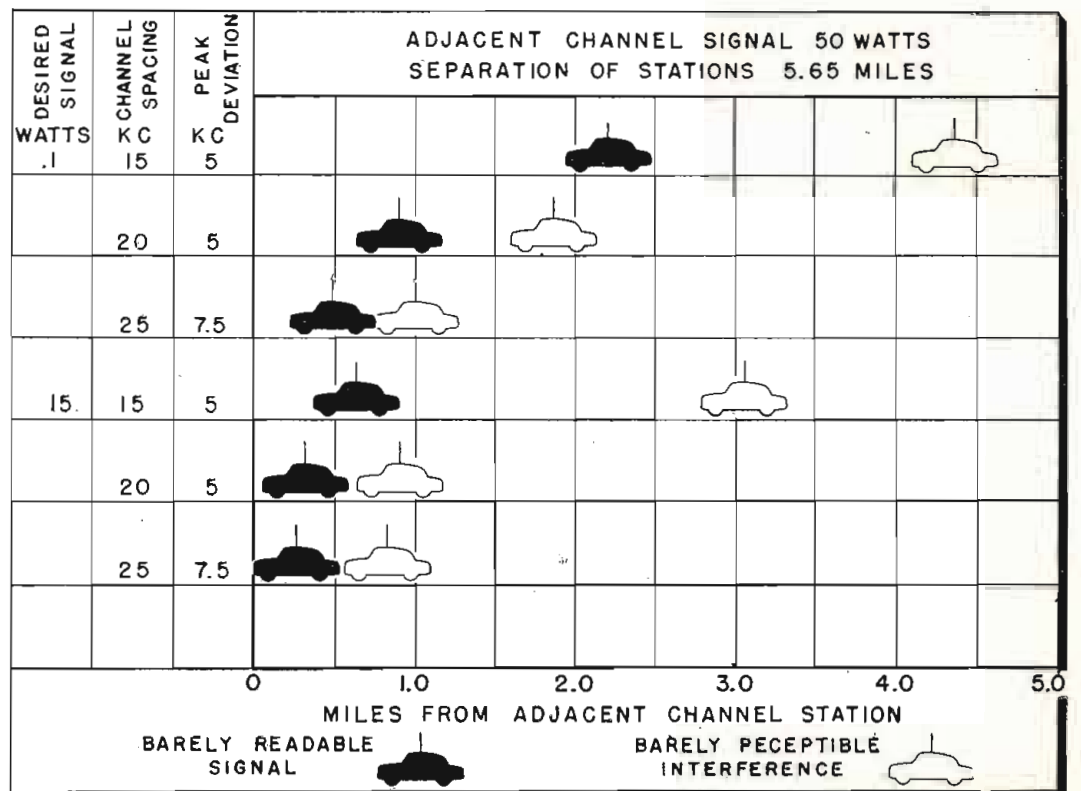 DESIRED SIGNAL
CHANNEL SPACING
PEAK DEVIATION
ADJACENT CHANNEL SIGNAL 50 WATTS
SEPARATION OF STATIONS 5.65 MILES
WATTS KC KC
.1 15 5
20 5
25 7.5
15. 15 5
20 5
25 7.5
0 1.0 2.0 3.0 4.0 5.0
MILES FROM ADJACENT CHANNEL STATION
BARELY READABLE SIGNAL
BARELY PECEPTIBLE INTERFERENCE